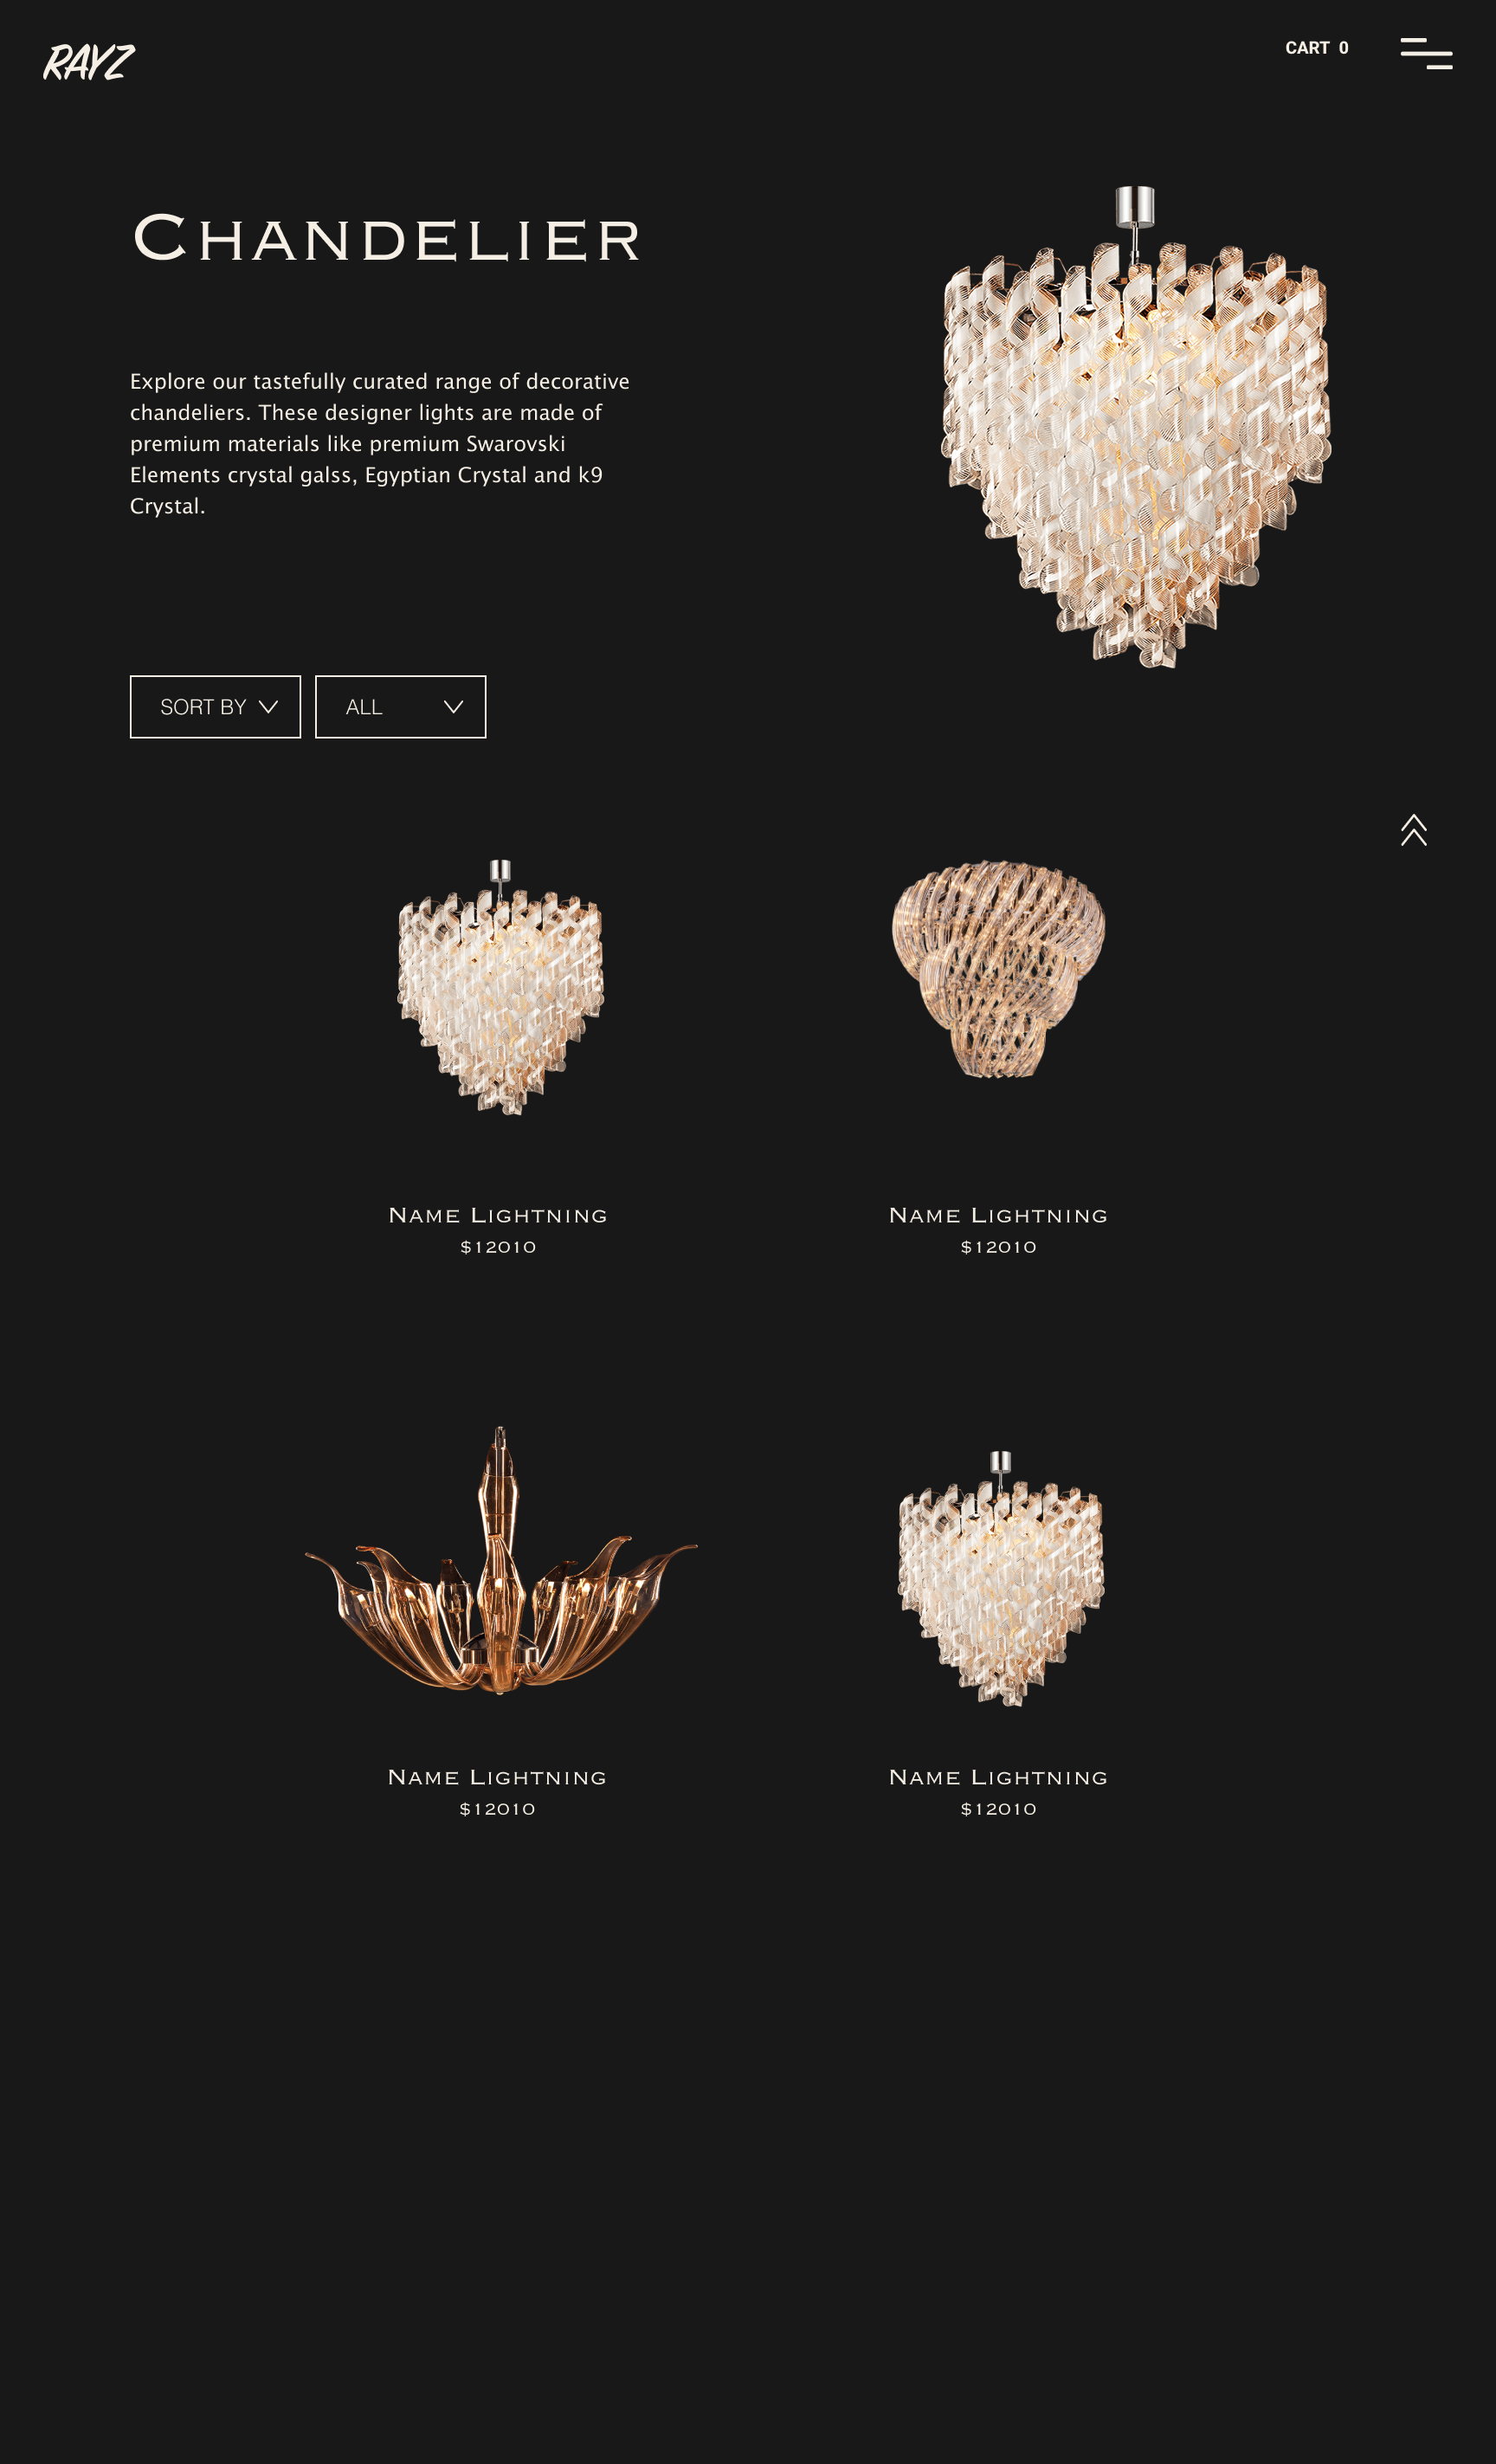 RAYZ
CART 0
CHANDELIER
Explore our tastefully curated range of decorative
chandeliers. These designer lights are made of
premium materials like premium Swarovski
Elements crystal galss, Egyptian Crystal and k9
Crystal.
SORT BY
ALL
NAME LIGHTNING
$12010
NAME LIGHTNING
$12010
NAME LIGHTNING
$12010
NAME LIGHTNING
$12010